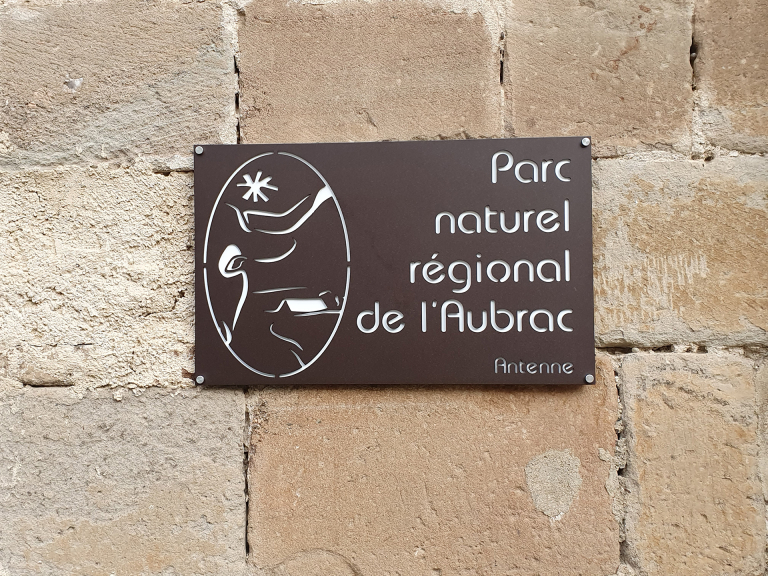 Parc
naturel
régional
de l'Aubrac
Antenne